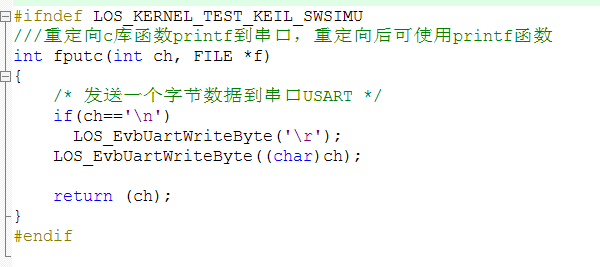 #ifndef LOS_KERNEL_TEST_KEIL_SWSIMU
///重定向c库函数printf到串口，重定向后可使用printf函数
int fputc(int ch, FILE *f)
{
    /* 发送一个字节数据到串口USART */
    if(ch=='\n')
      LOS_EvbUartWriteByte('\r');
    LOS_EvbUartWriteByte((char)ch);

    return (ch);
}
#endif